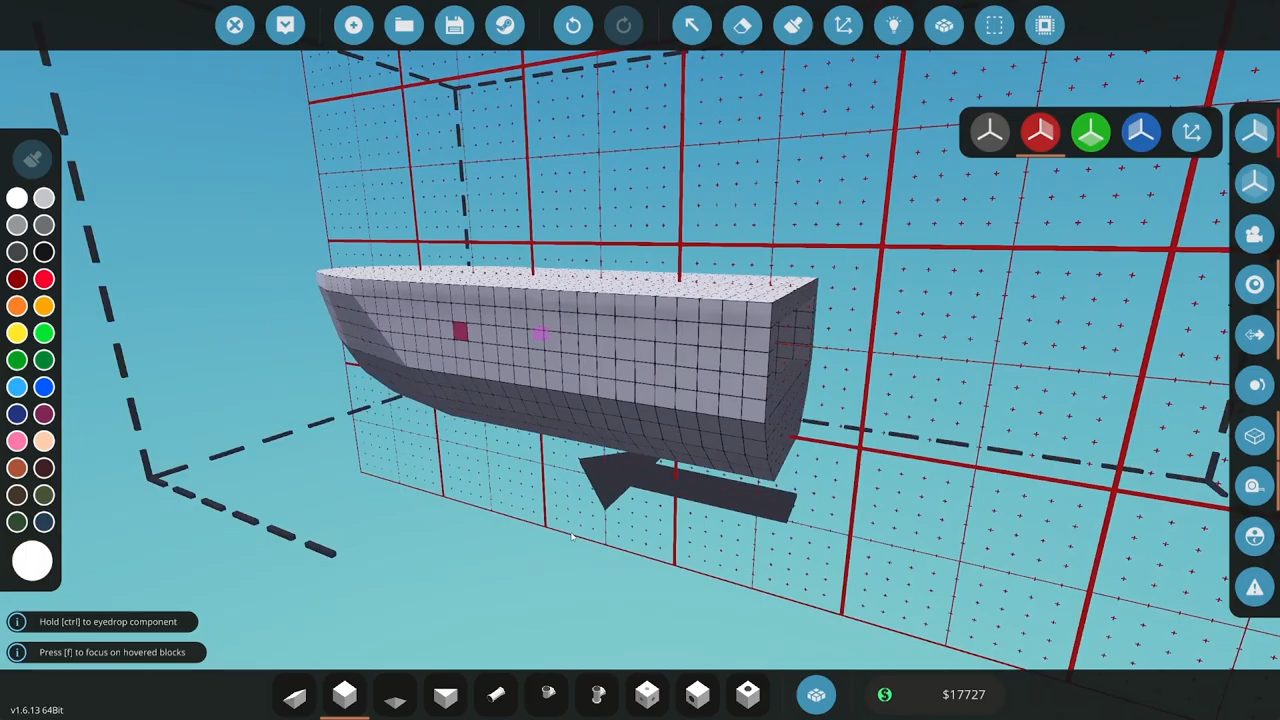 Hold [ctrl] to eyedrop component
Press [f] to focus on hovered blocks
v1.6.13 64Bit
$
$17727